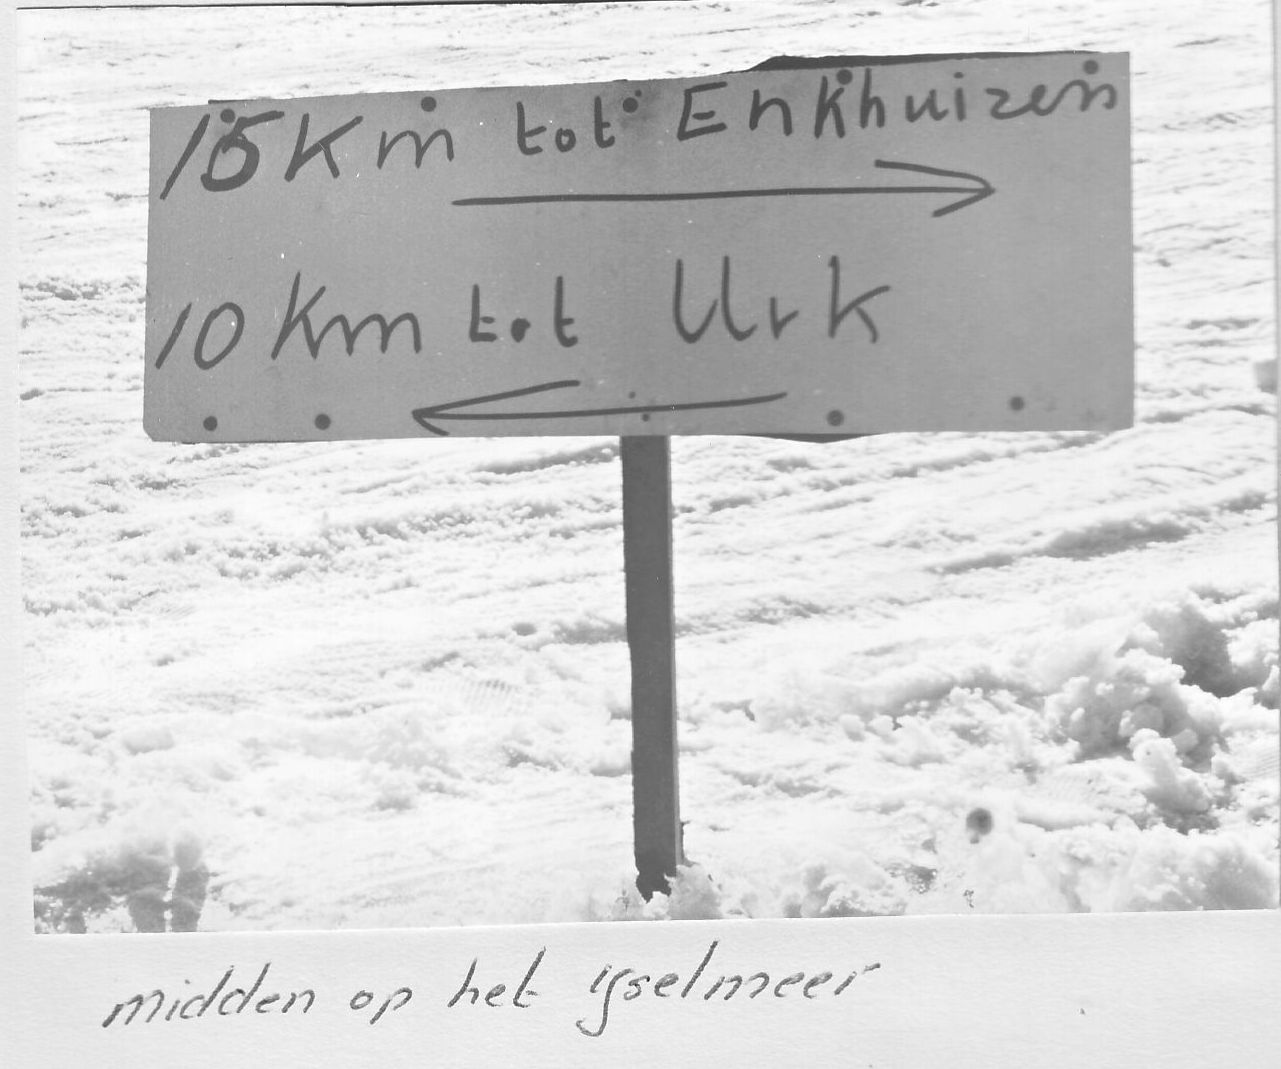 15 Km tot Enkhuizen
10 Km tot Urk
midden op het ijselmeer